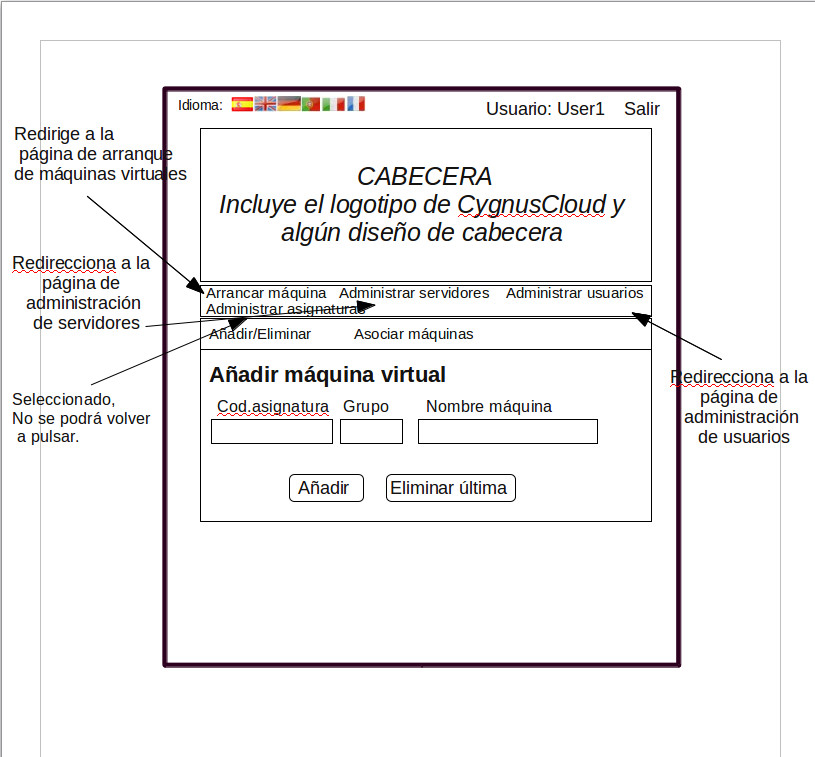 Idioma:
Usuario: User1 Salir
Redirige a la
página de arranque
de máquinas virtuales
CABECERA
Incluye el logotipo de CygnusCloud y
algún diseño de cabecera
Redirecciona a la
página de
administración
de servidores
Arrancar máquina Administrar servidores Administrar usuarios
Administrar asignaturas
Añadir/Eliminar Asociar máquinas
Añadir máquina virtual
Cod.asignatura Grupo Nombre máquina
Añadir Eliminar última
Seleccionado,
No se podrá volver
a pulsar.
Redirecciona a la
página de
administración
de usuarios